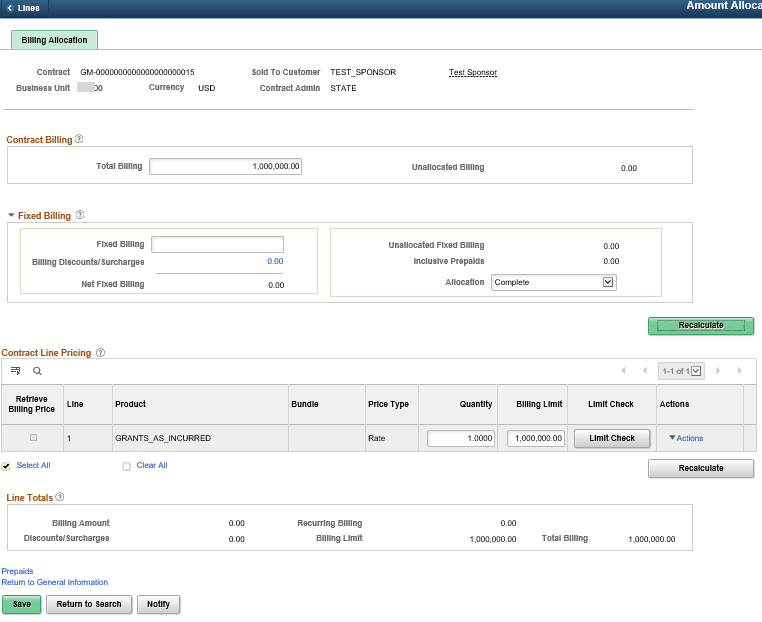 Lines
Amount Alloca
Billing Allocation
Contract GM-0000000000000000000015 Sold To Customer TEST_SPONSOR Test Sponsor
Business Unit 00 Currency USD Contract Admin STATE
Contract Billing
Total Billing 1,000,000.00 Unallocated Billing 0.00
Fixed Billing
Fixed Billing Unallocated Fixed Billing 0.00
Billing Discounts/Surcharges 0.00 Inclusive Prepaids 0.00
Net Fixed Billing 0.00 Allocation Complete
Recalculate
Contract Line Pricing
1-1 of 1
Retrieve Billing Price Line Product Bundle Price Type Quantity Billing Limit Limit Check Actions
1 GRANTS_AS_INCURRED Rate 1.0000 1,000,000.00 Limit Check Actions
Select All Clear All Recalculate
Line Totals
Billing Amount 0.00 Recurring Billing 0.00
Discounts/Surcharges 0.00 Billing Limit 1,000,000.00 Total Billing 1,000,000.00
Prepaids
Return to General Information
Save Return to Search Notify